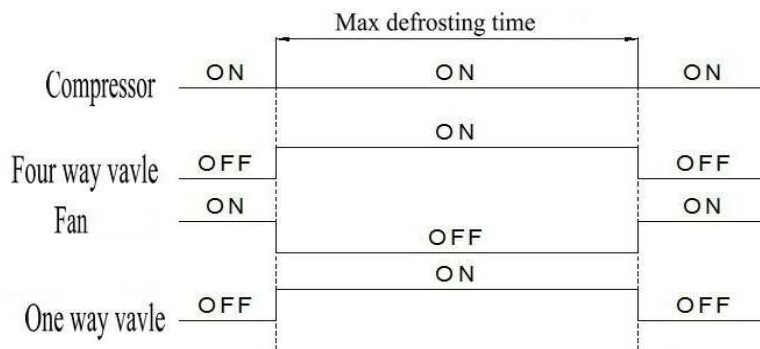 Max defrosting time
Compressor ON ON ON
ON
Four way vavle OFF OFF
Fan ON ON
OFF
ON
One way vavle OFF OFF